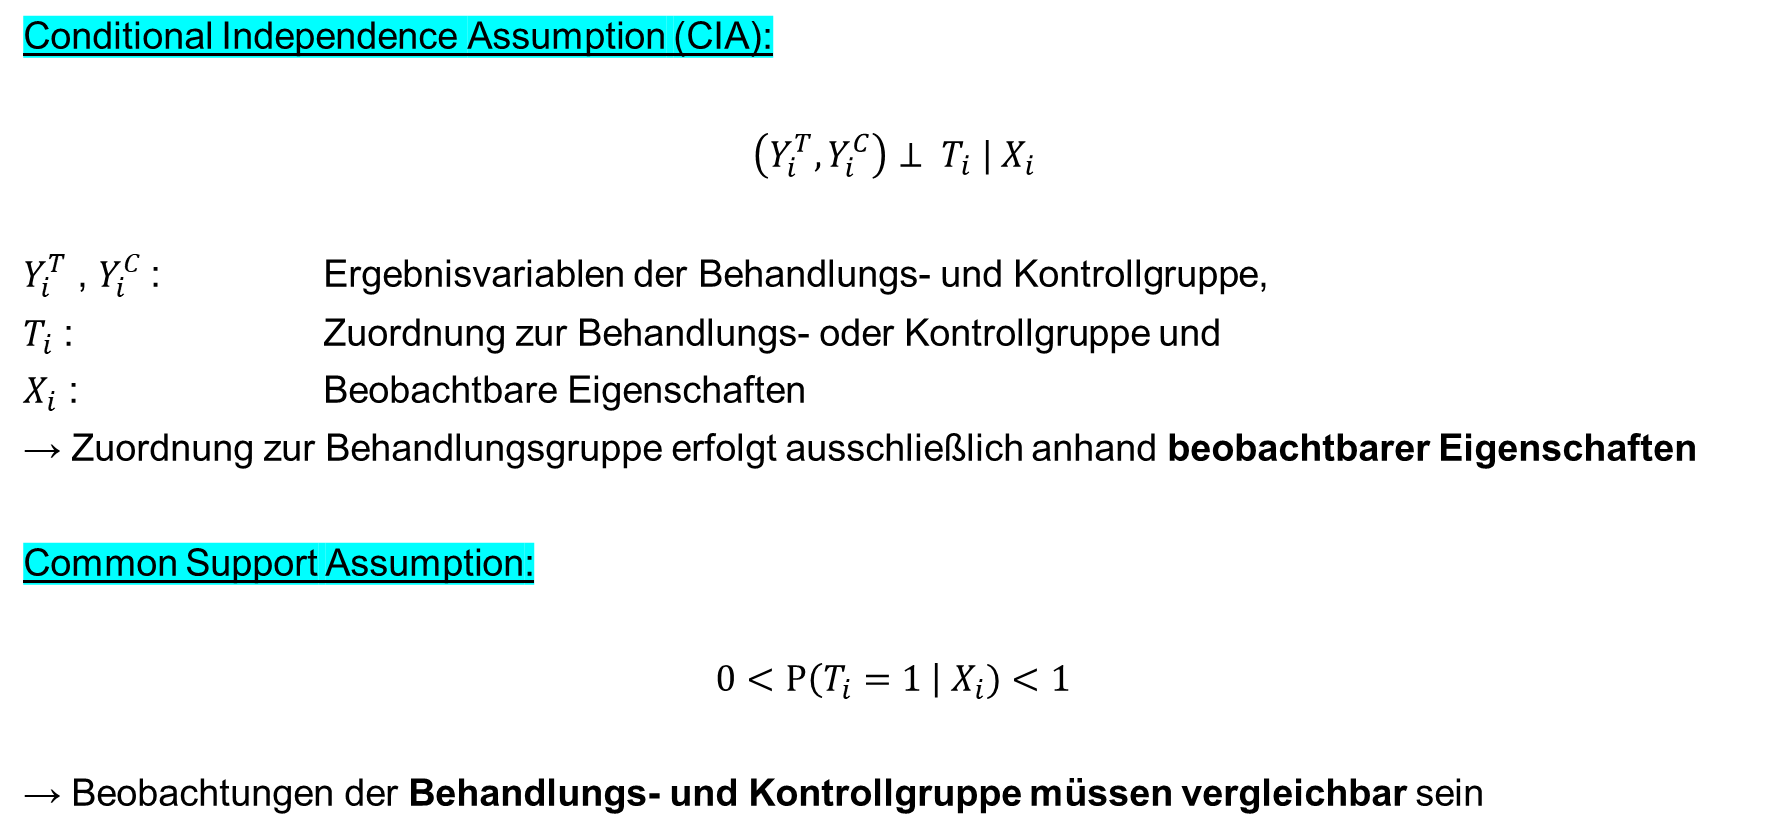 Conditional Independence Assumption (CIA):
(Y_i^T, Y_i^C) ⊥ T_i | X_i
Y_i^T , Y_i^C : Ergebnisvariablen der Behandlungs- und Kontrollgruppe,
T_i : Zuordnung zur Behandlungs- oder Kontrollgruppe und
X_i : Beobachtbare Eigenschaften
→ Zuordnung zur Behandlungsgruppe erfolgt ausschließlich anhand beobachtbarer Eigenschaften
Common Support Assumption:
0 < P(T_i = 1 | X_i) < 1
→ Beobachtungen der Behandlungs- und Kontrollgruppe müssen vergleichbar sein